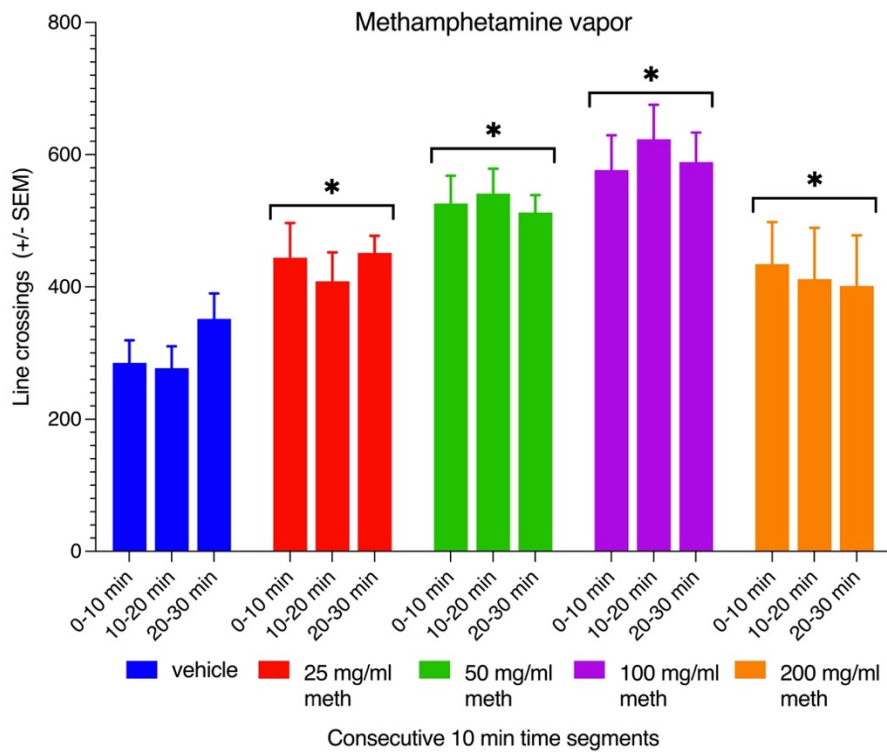 Methamphetamine vapor
800
600
400
200
0
Line crossings (+/- SEM)
*
*
*
*
0-10 min
10-20 min
20-30 min
0-10 min
10-20 min
20-30 min
0-10 min
10-20 min
20-30 min
0-10 min
10-20 min
20-30 min
0-10 min
10-20 min
20-30 min
vehicle
25 mg/ml
meth
50 mg/ml
meth
100 mg/ml
meth
200 mg/ml
meth
Consecutive 10 min time segments